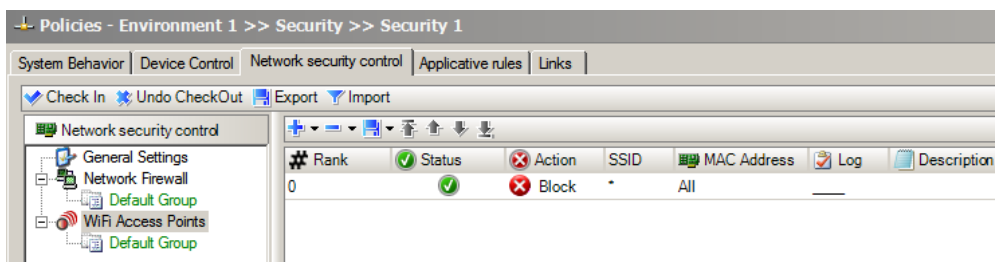 Policies - Environment 1 >> Security >> Security 1
System Behavior Device Control Network security control Applicative rules Links
Check In Undo CheckOut Export Import
Network security control
# Rank Status Action SSID MAC Address Log Description
General Settings
0 Block * All ____
Network Firewall
Default Group
WiFi Access Points
Default Group